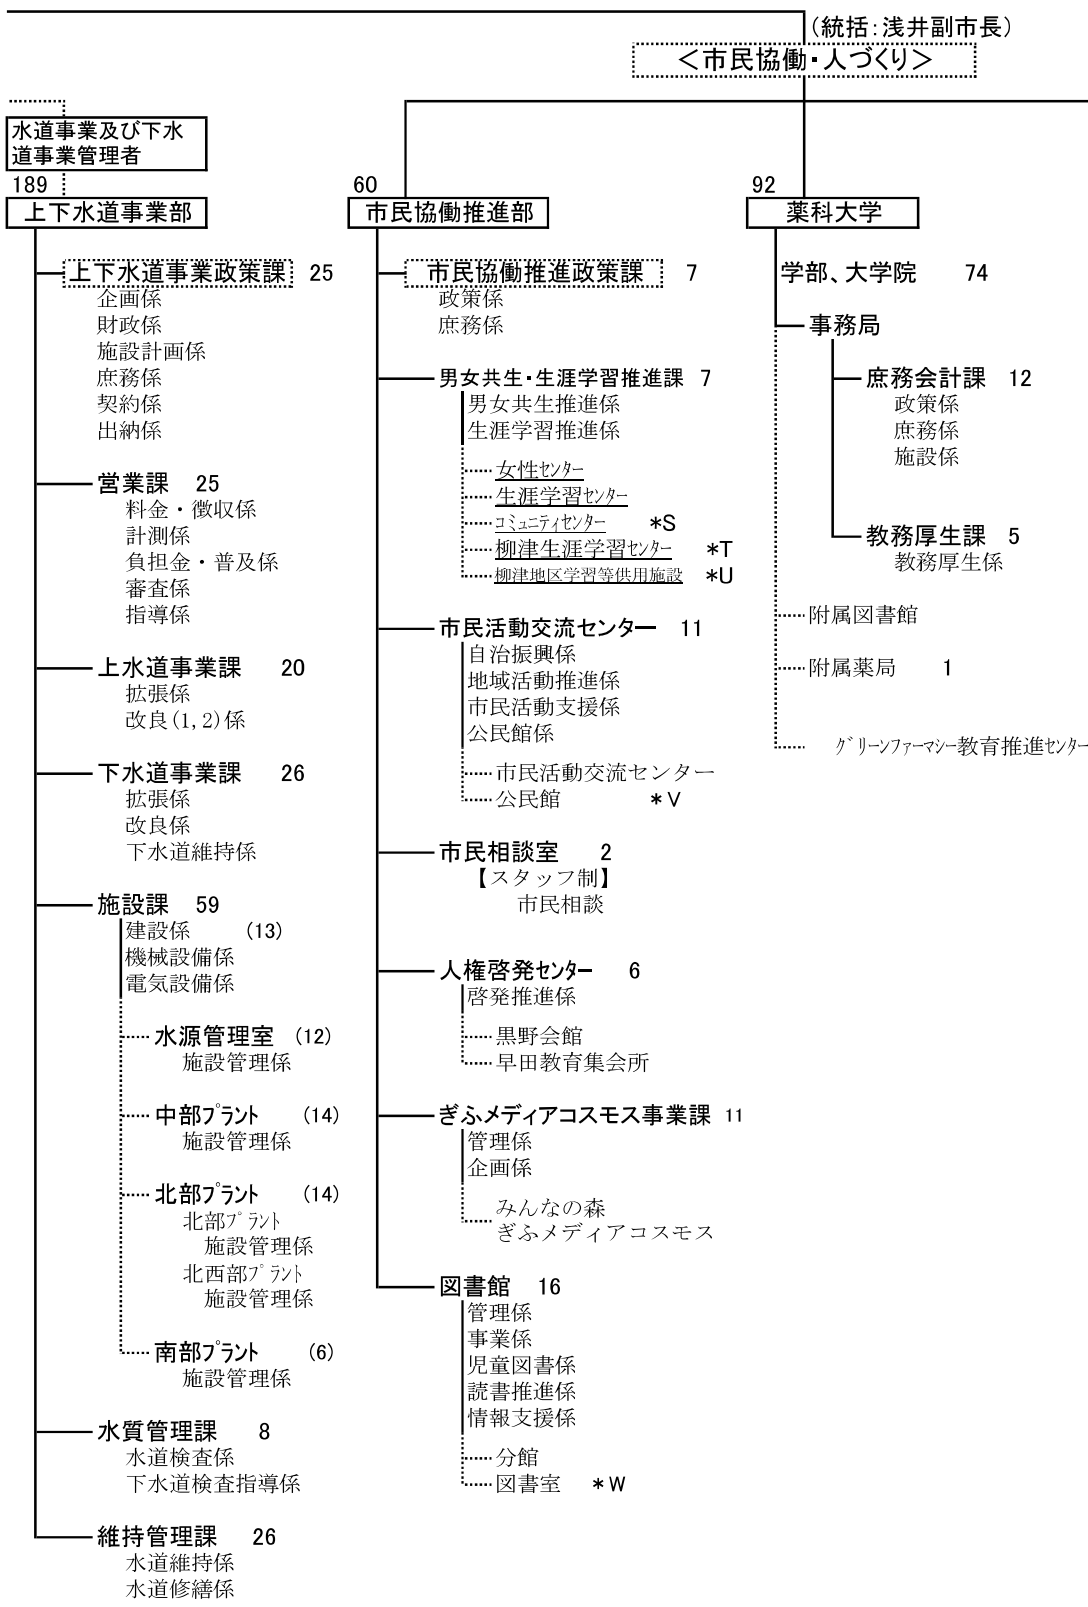 (統括:浅井副市長)
<市民協働・人づくり>
水道事業及び下水
道事業管理者
189
上下水道事業部
上下水道事業政策課 25
企画係
財政係
施設計画係
庶務係
契約係
出納係
営業課 25
料金・徴収係
計測係
負担金・普及係
審査係
指導係
上水道事業課 20
拡張係
改良(1,2)係
下水道事業課 26
拡張係
改良係
下水道維持係
施設課 59
建設係 (13)
機械設備係
電気設備係
水源管理室 (12)
施設管理係
中部プラント (14)
施設管理係
北部プラント (14)
北部プラント
施設管理係
北西部プラント
施設管理係
南部プラント (6)
施設管理係
水質管理課 8
水道検査係
下水道検査指導係
維持管理課 26
水道維持係
水道修繕係
60
市民協働推進部
市民協働推進政策課 7
政策係
庶務係
男女共生・生涯学習推進課 7
男女共生推進係
生涯学習推進係
女性センター
生涯学習センター
コミュニティセンター *S
柳津生涯学習センター *T
柳津地区学習等供用施設 *U
市民活動交流センター 11
自治振興係
地域活動推進係
市民活動支援係
公民館係
市民活動交流センター
公民館 *V
市民相談室 2
【スタッフ制】
市民相談
人権啓発センター 6
啓発推進係
黒野会館
早田教育集会所
ぎふメディアコスモス事業課 11
管理係
企画係
みんなの森
ぎふメディアコスモス
図書館 16
管理係
事業係
児童図書係
読書推進係
情報支援係
分館
図書室 *W
92
薬科大学
学部、大学院 74
事務局
庶務会計課 12
政策係
庶務係
施設係
教務厚生課 5
教務厚生係
附属図書館
附属薬局 1
グリーンファーマシー教育推進センター